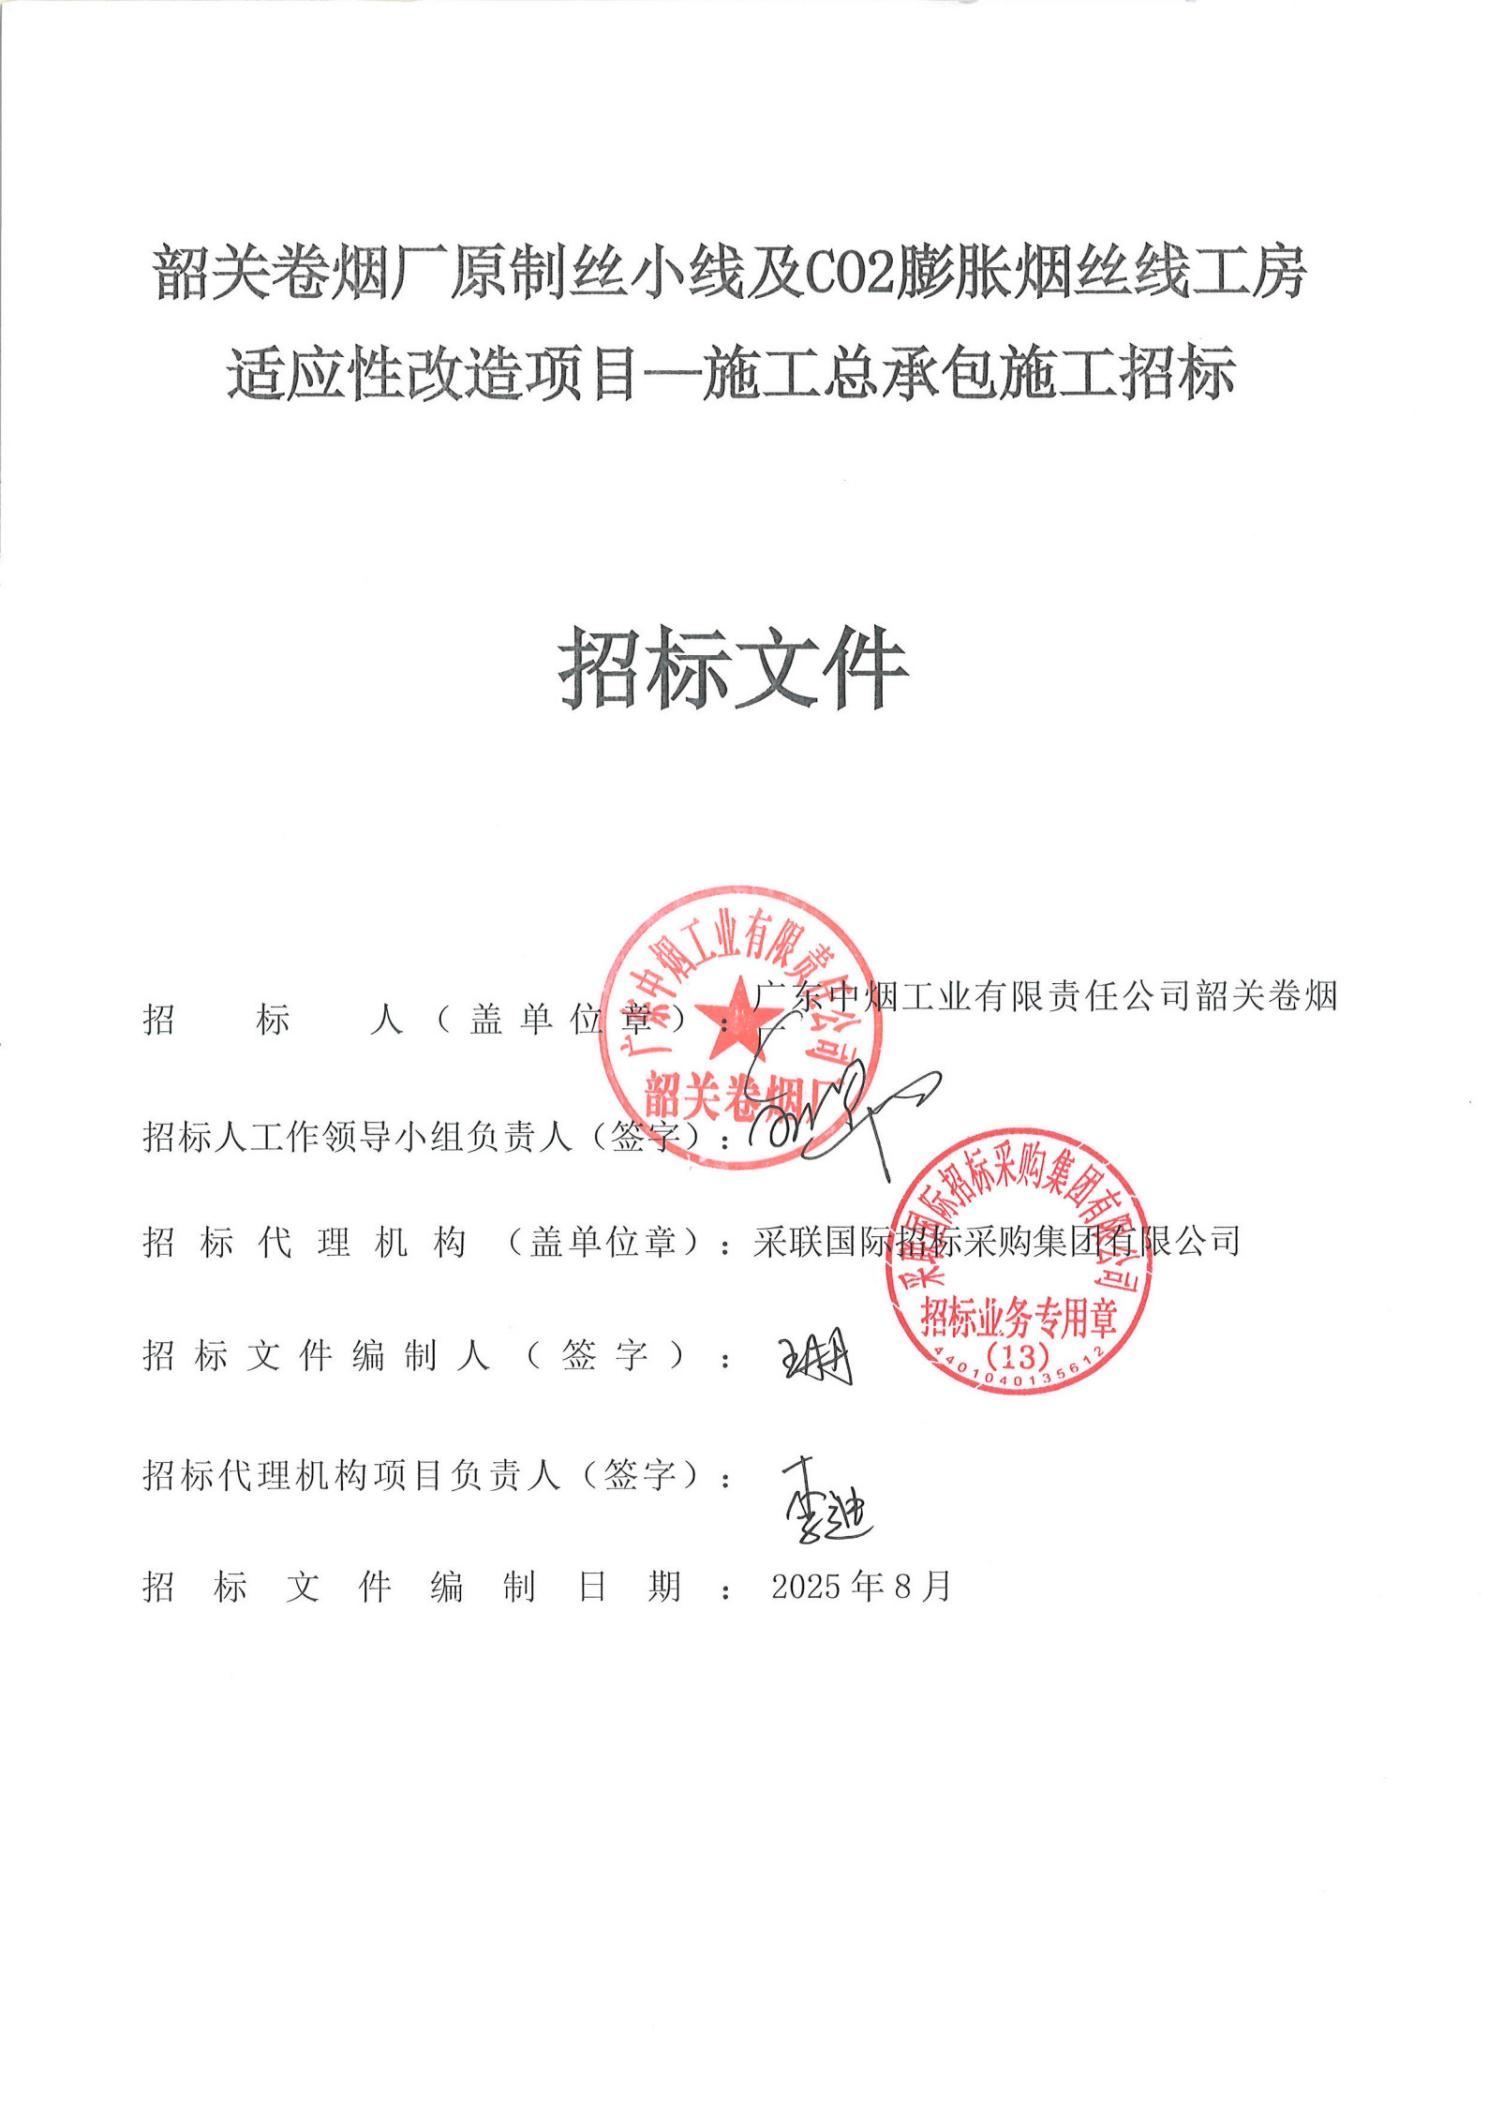 韶关卷烟厂原制丝小线及CO2膨胀烟丝线工房
适应性改造项目—施工总承包施工招标
招标文件
招标人（盖单位章）：广东中烟工业有限责任公司韶关卷烟
厂
广东中烟工业有限责任公司
韶关卷烟厂
招标人工作领导小组负责人（签字）：
招标代理机构（盖单位章）：采联国际招标采购集团有限公司
采联国际招标采购集团有限公司
招标业务专用章
(13)
4401040135612
招标文件编制人（签字）：
招标代理机构项目负责人（签字）：李迪
招标文件编制日期：2025年8月